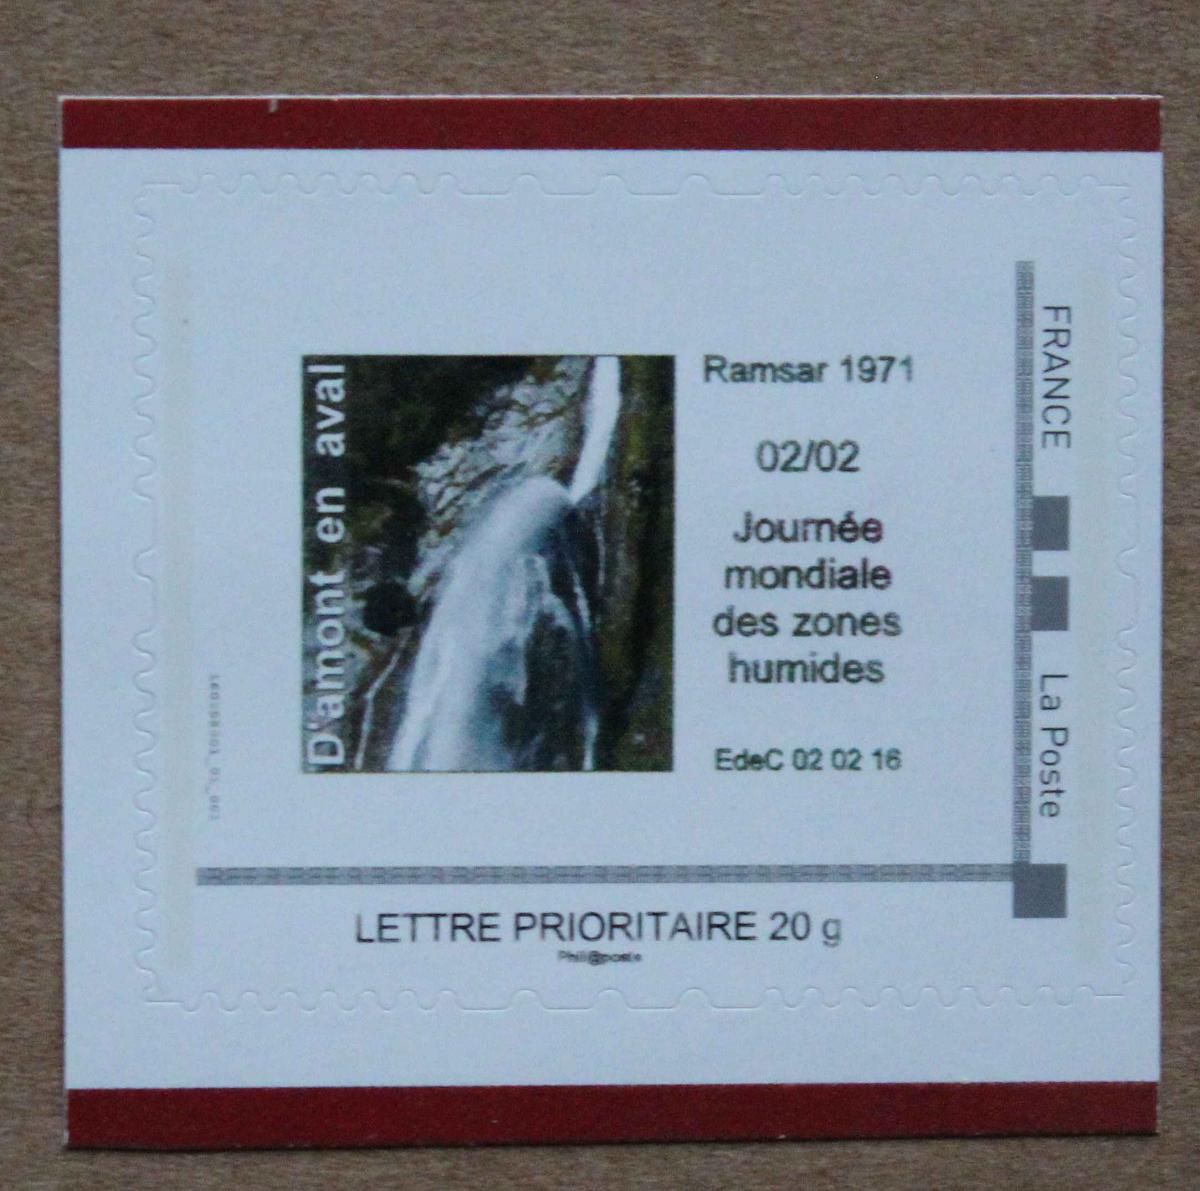 D'amont en aval
Ramsar 1971
02/02
Journée
mondiale
des zones
humides
EdeC 02 02 16
FRANCE
La Poste
LETTRE PRIORITAIRE 20 g
Phil@poste